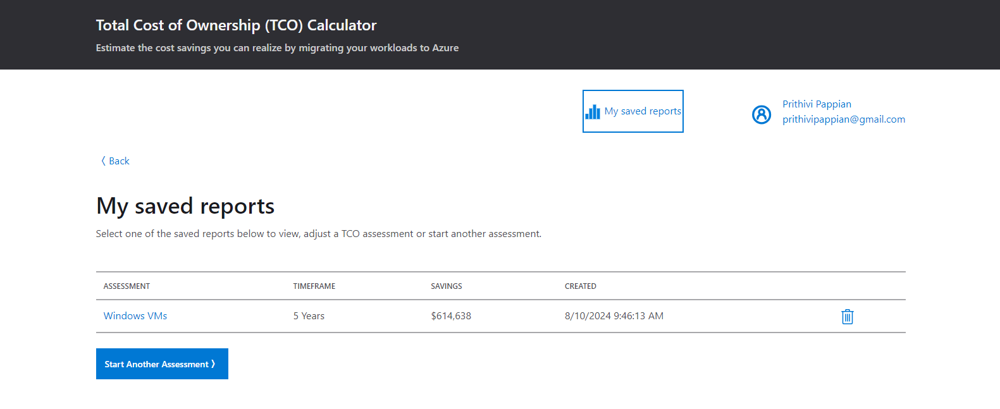 Total Cost of Ownership (TCO) Calculator
Estimate the cost savings you can realize by migrating your workloads to Azure
My saved reports
Prithivi Pappian
prithivipappian@gmail.com
〈 Back
My saved reports
Select one of the saved reports below to view, adjust a TCO assessment or start another assessment.
ASSESSMENT TIMEFRAME SAVINGS CREATED
Windows VMs 5 Years $614,638 8/10/2024 9:46:13 AM
Start Another Assessment 〉